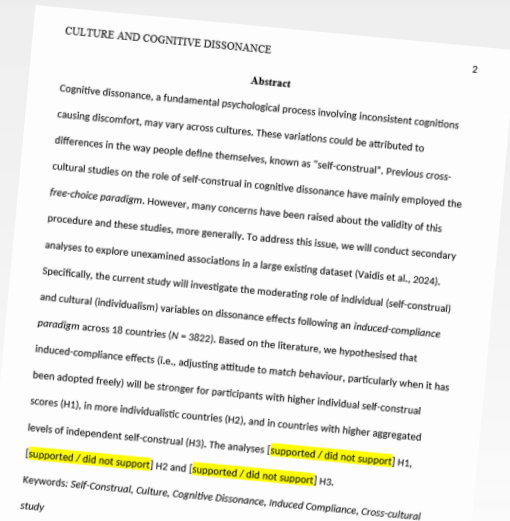 CULTURE AND COGNITIVE DISSONANCE
2
Abstract
Cognitive dissonance, a fundamental psychological process involving inconsistent cognitions
causing discomfort, may vary across cultures. These variations could be attributed to
differences in the way people define themselves, known as "self-construal". Previous cross-
cultural studies on the role of self-construal in cognitive dissonance have mainly employed the
free-choice paradigm. However, many concerns have been raised about the validity of this
procedure and these studies, more generally. To address this issue, we will conduct secondary
analyses to explore unexamined associations in a large existing dataset (Vaidis et al., 2024).
Specifically, the current study will investigate the moderating role of individual (self-construal)
and cultural (individualism) variables on dissonance effects following an induced-compliance
paradigm across 18 countries (N = 3822). Based on the literature, we hypothesised that
induced-compliance effects (i.e., adjusting attitude to match behaviour, particularly when it has
been adopted freely) will be stronger for participants with higher individual self-construal
scores (H1), in more individualistic countries (H2), and in countries with higher aggregated
levels of independent self-construal (H3). The analyses [supported / did not support] H1,
[supported / did not support] H2 and [supported / did not support] H3.
Keywords: Self-Construal, Culture, Cognitive Dissonance, Induced Compliance, Cross-cultural
study